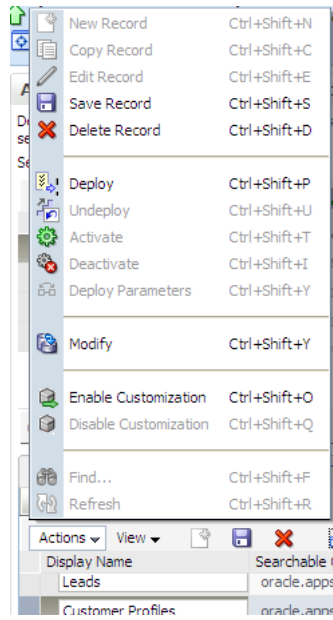 New Record Ctrl+Shift+N
Copy Record Ctrl+Shift+C
Edit Record Ctrl+Shift+E
Save Record Ctrl+Shift+S
Delete Record Ctrl+Shift+D
Deploy Ctrl+Shift+P
Undeploy Ctrl+Shift+U
Activate Ctrl+Shift+T
Deactivate Ctrl+Shift+I
Deploy Parameters Ctrl+Shift+Y
Modify Ctrl+Shift+Y
Enable Customization Ctrl+Shift+O
Disable Customization Ctrl+Shift+Q
Find... Ctrl+Shift+F
Refresh Ctrl+Shift+R
Actions View
Display Name Searchable
Leads oracle.apps
Customer Profiles oracle.apps